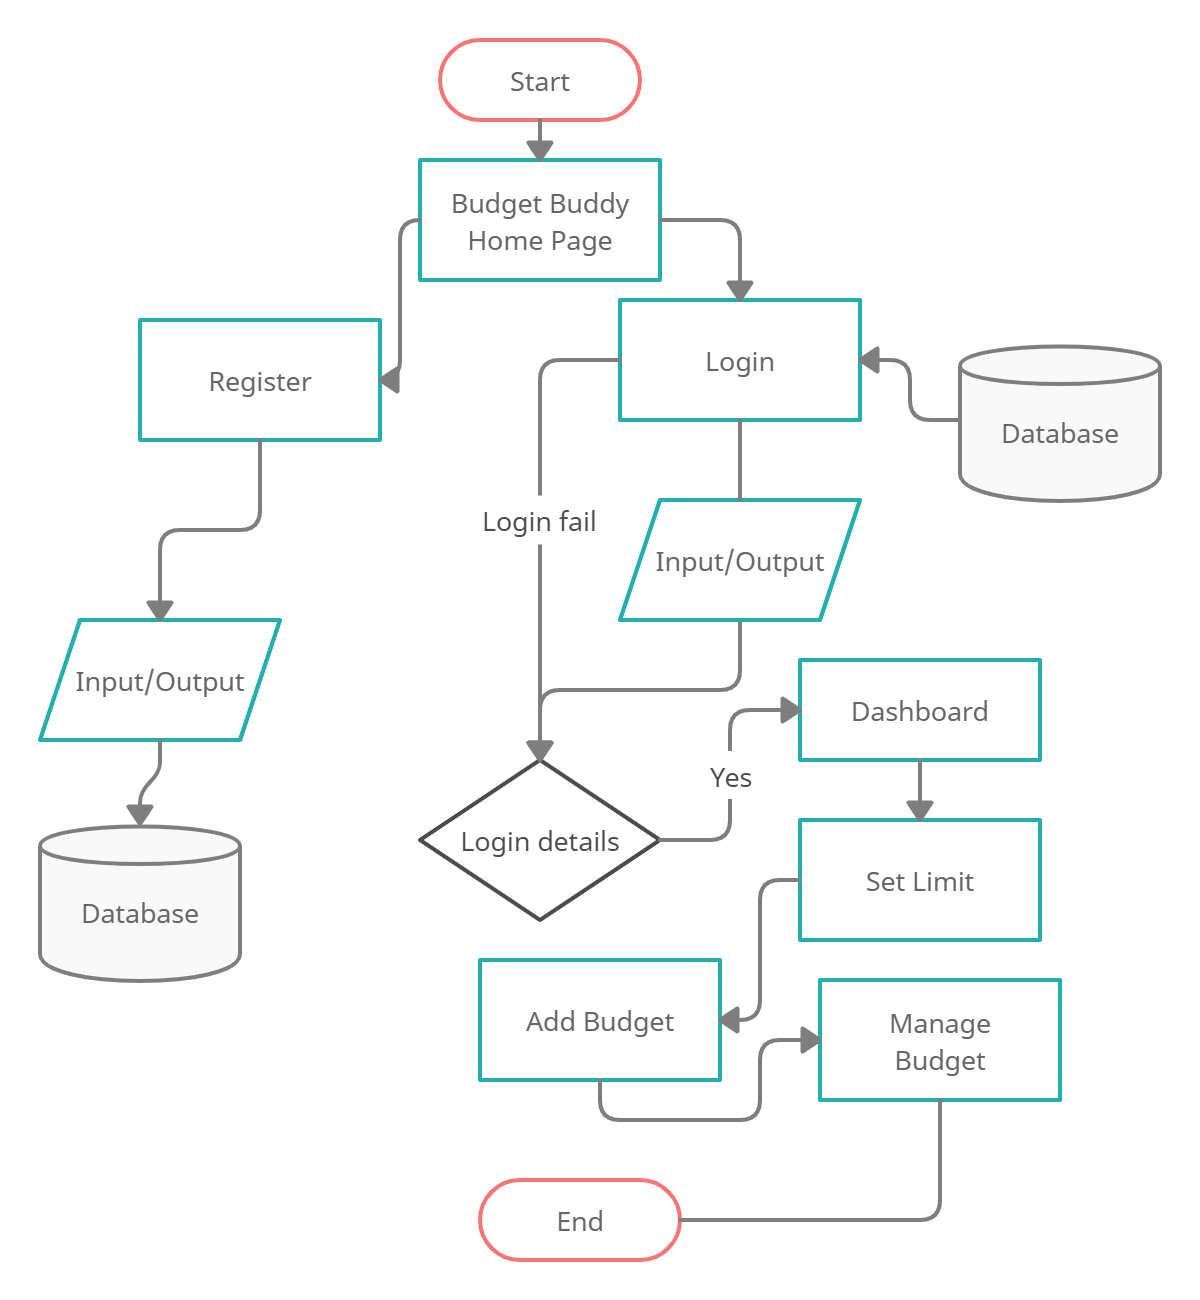 Start
Budget Buddy
Home Page
Register
Login
Database
Login fail
Input/Output
Input/Output
Dashboard
Yes
Login details
Set Limit
Database
Add Budget
Manage
Budget
End